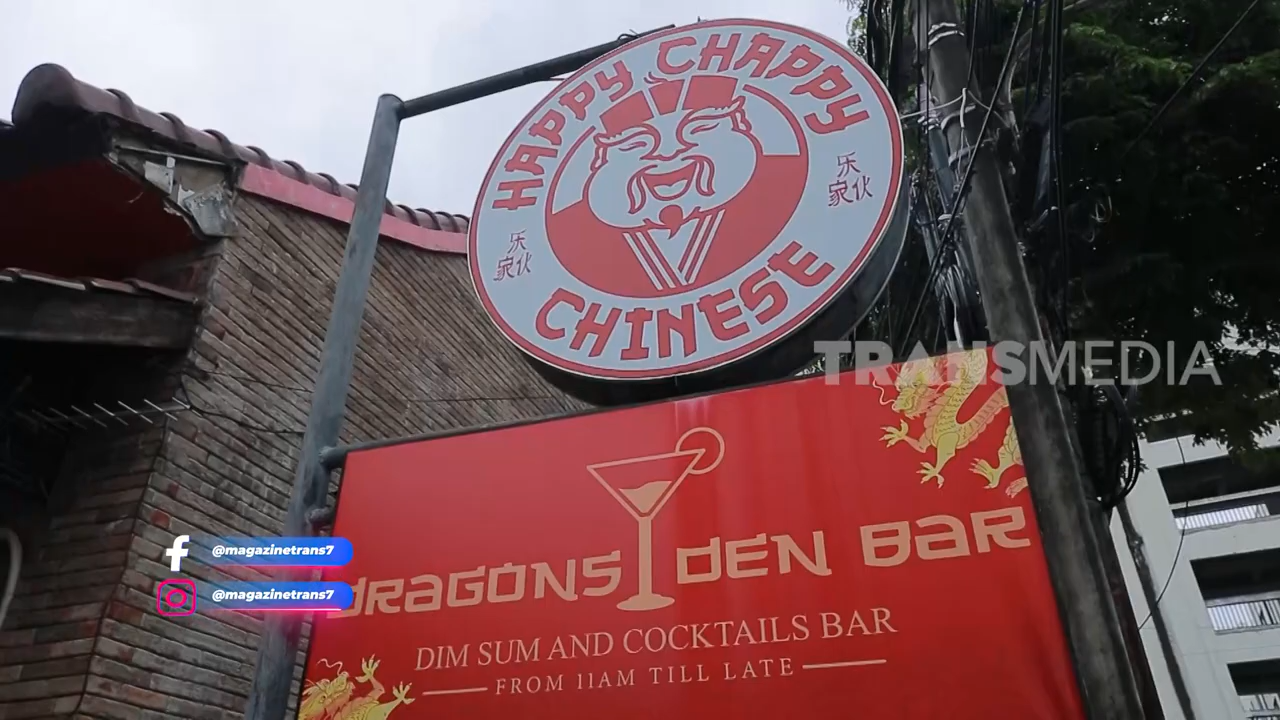 HAPPY CHAPPY
乐
家伙
乐
家伙
CHINESE
TRANSMEDIA
DRAGONS DEN BAR
DIM SUM AND COCKTAILS BAR
FROM 11AM TILL LATE
@magazinetrans7
@magazinetrans7